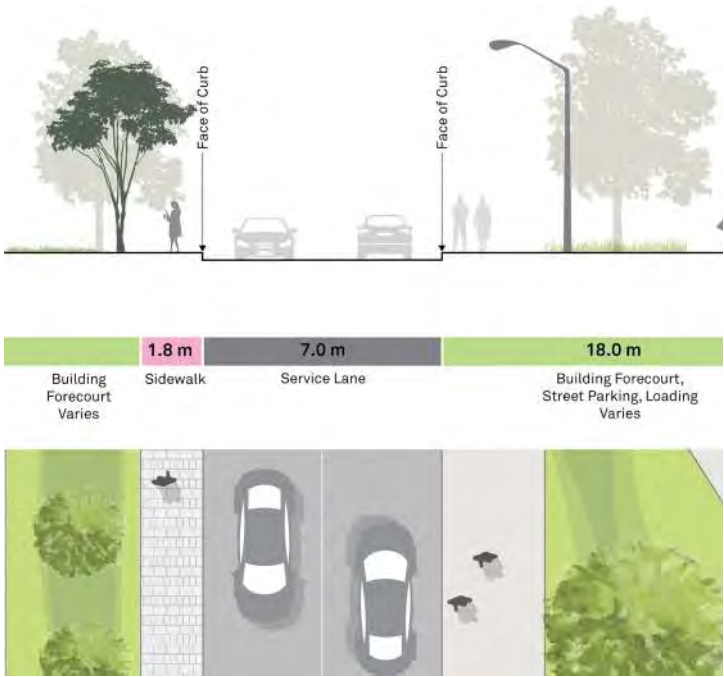 Face of Curb
Face of Curb
1.8 m
7.0 m
18.0 m
Building
Forecourt
Varies
Sidewalk
Service Lane
Building Forecourt,
Street Parking, Loading
Varies